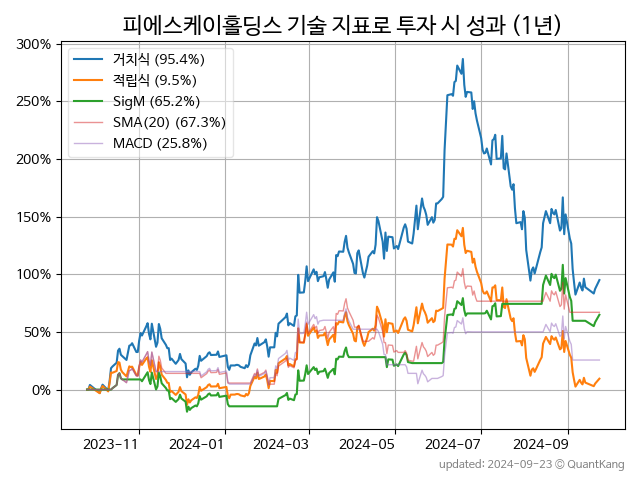 피에스케이홀딩스 기술 지표로 투자 시 성과 (1년)
300%
250%
200%
150%
100%
50%
0%
거치식 (95.4%)
적립식 (9.5%)
SigM (65.2%)
SMA(20) (67.3%)
MACD (25.8%)
2023-11
2024-01
2024-03
2024-05
2024-07
2024-09
updated: 2024-09-23 © QuantKang